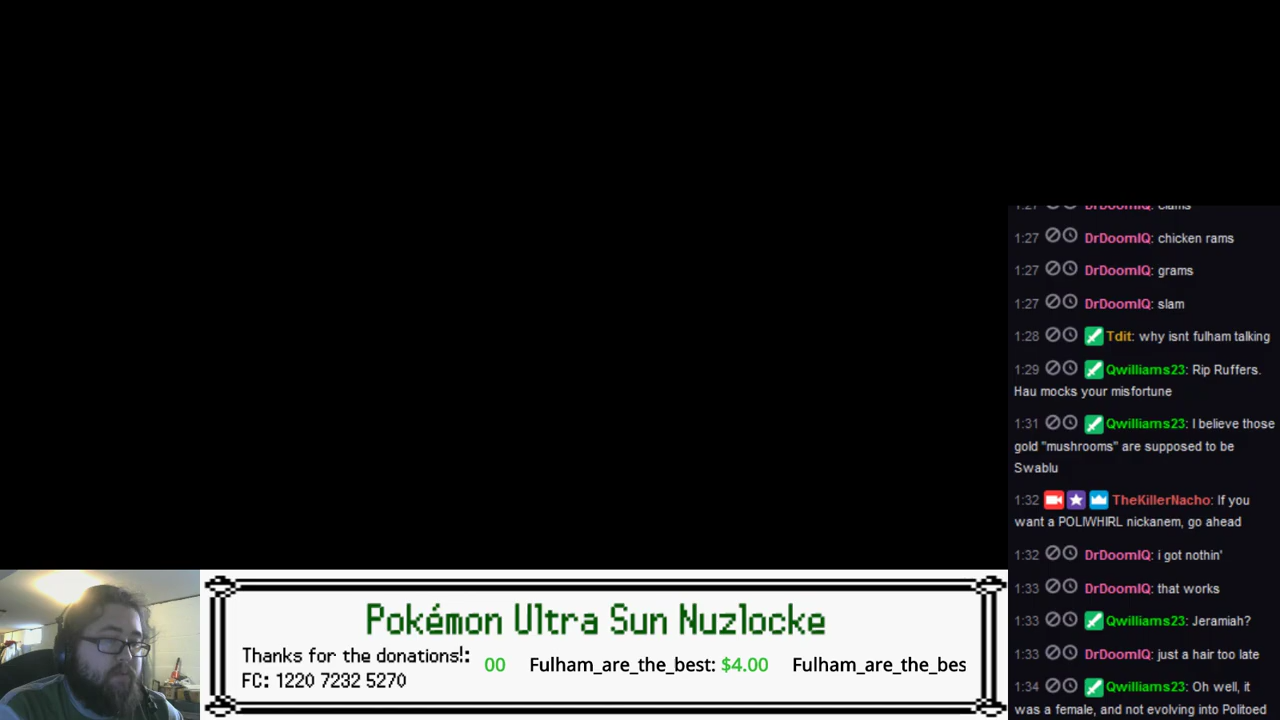 1:27 DrDoomIQ: clams
1:27 DrDoomIQ: chicken rams
1:27 DrDoomIQ: grams
1:27 DrDoomIQ: slam
1:28 Tdit: why isnt fulham talking
1:29 Qwilliams23: Rip Ruffers.
Hau mocks your misfortune
1:31 Qwilliams23: I believe those
gold "mushrooms" are supposed to be
Swablu
1:32 TheKillerNacho: If you
want a POLIWHIRL nickanem, go ahead
1:32 DrDoomIQ: i got nothin'
1:33 DrDoomIQ: that works
1:33 Qwilliams23: Jeramiah?
1:33 DrDoomIQ: just a hair too late
1:34 Qwilliams23: Oh well, it
was a female, and not evolving into Politoed
Pokémon Ultra Sun Nuzlocke
Thanks for the donations!:
00 Fulham_are_the_best: $4.00 Fulham_are_the_bes
FC: 1220 7232 5270